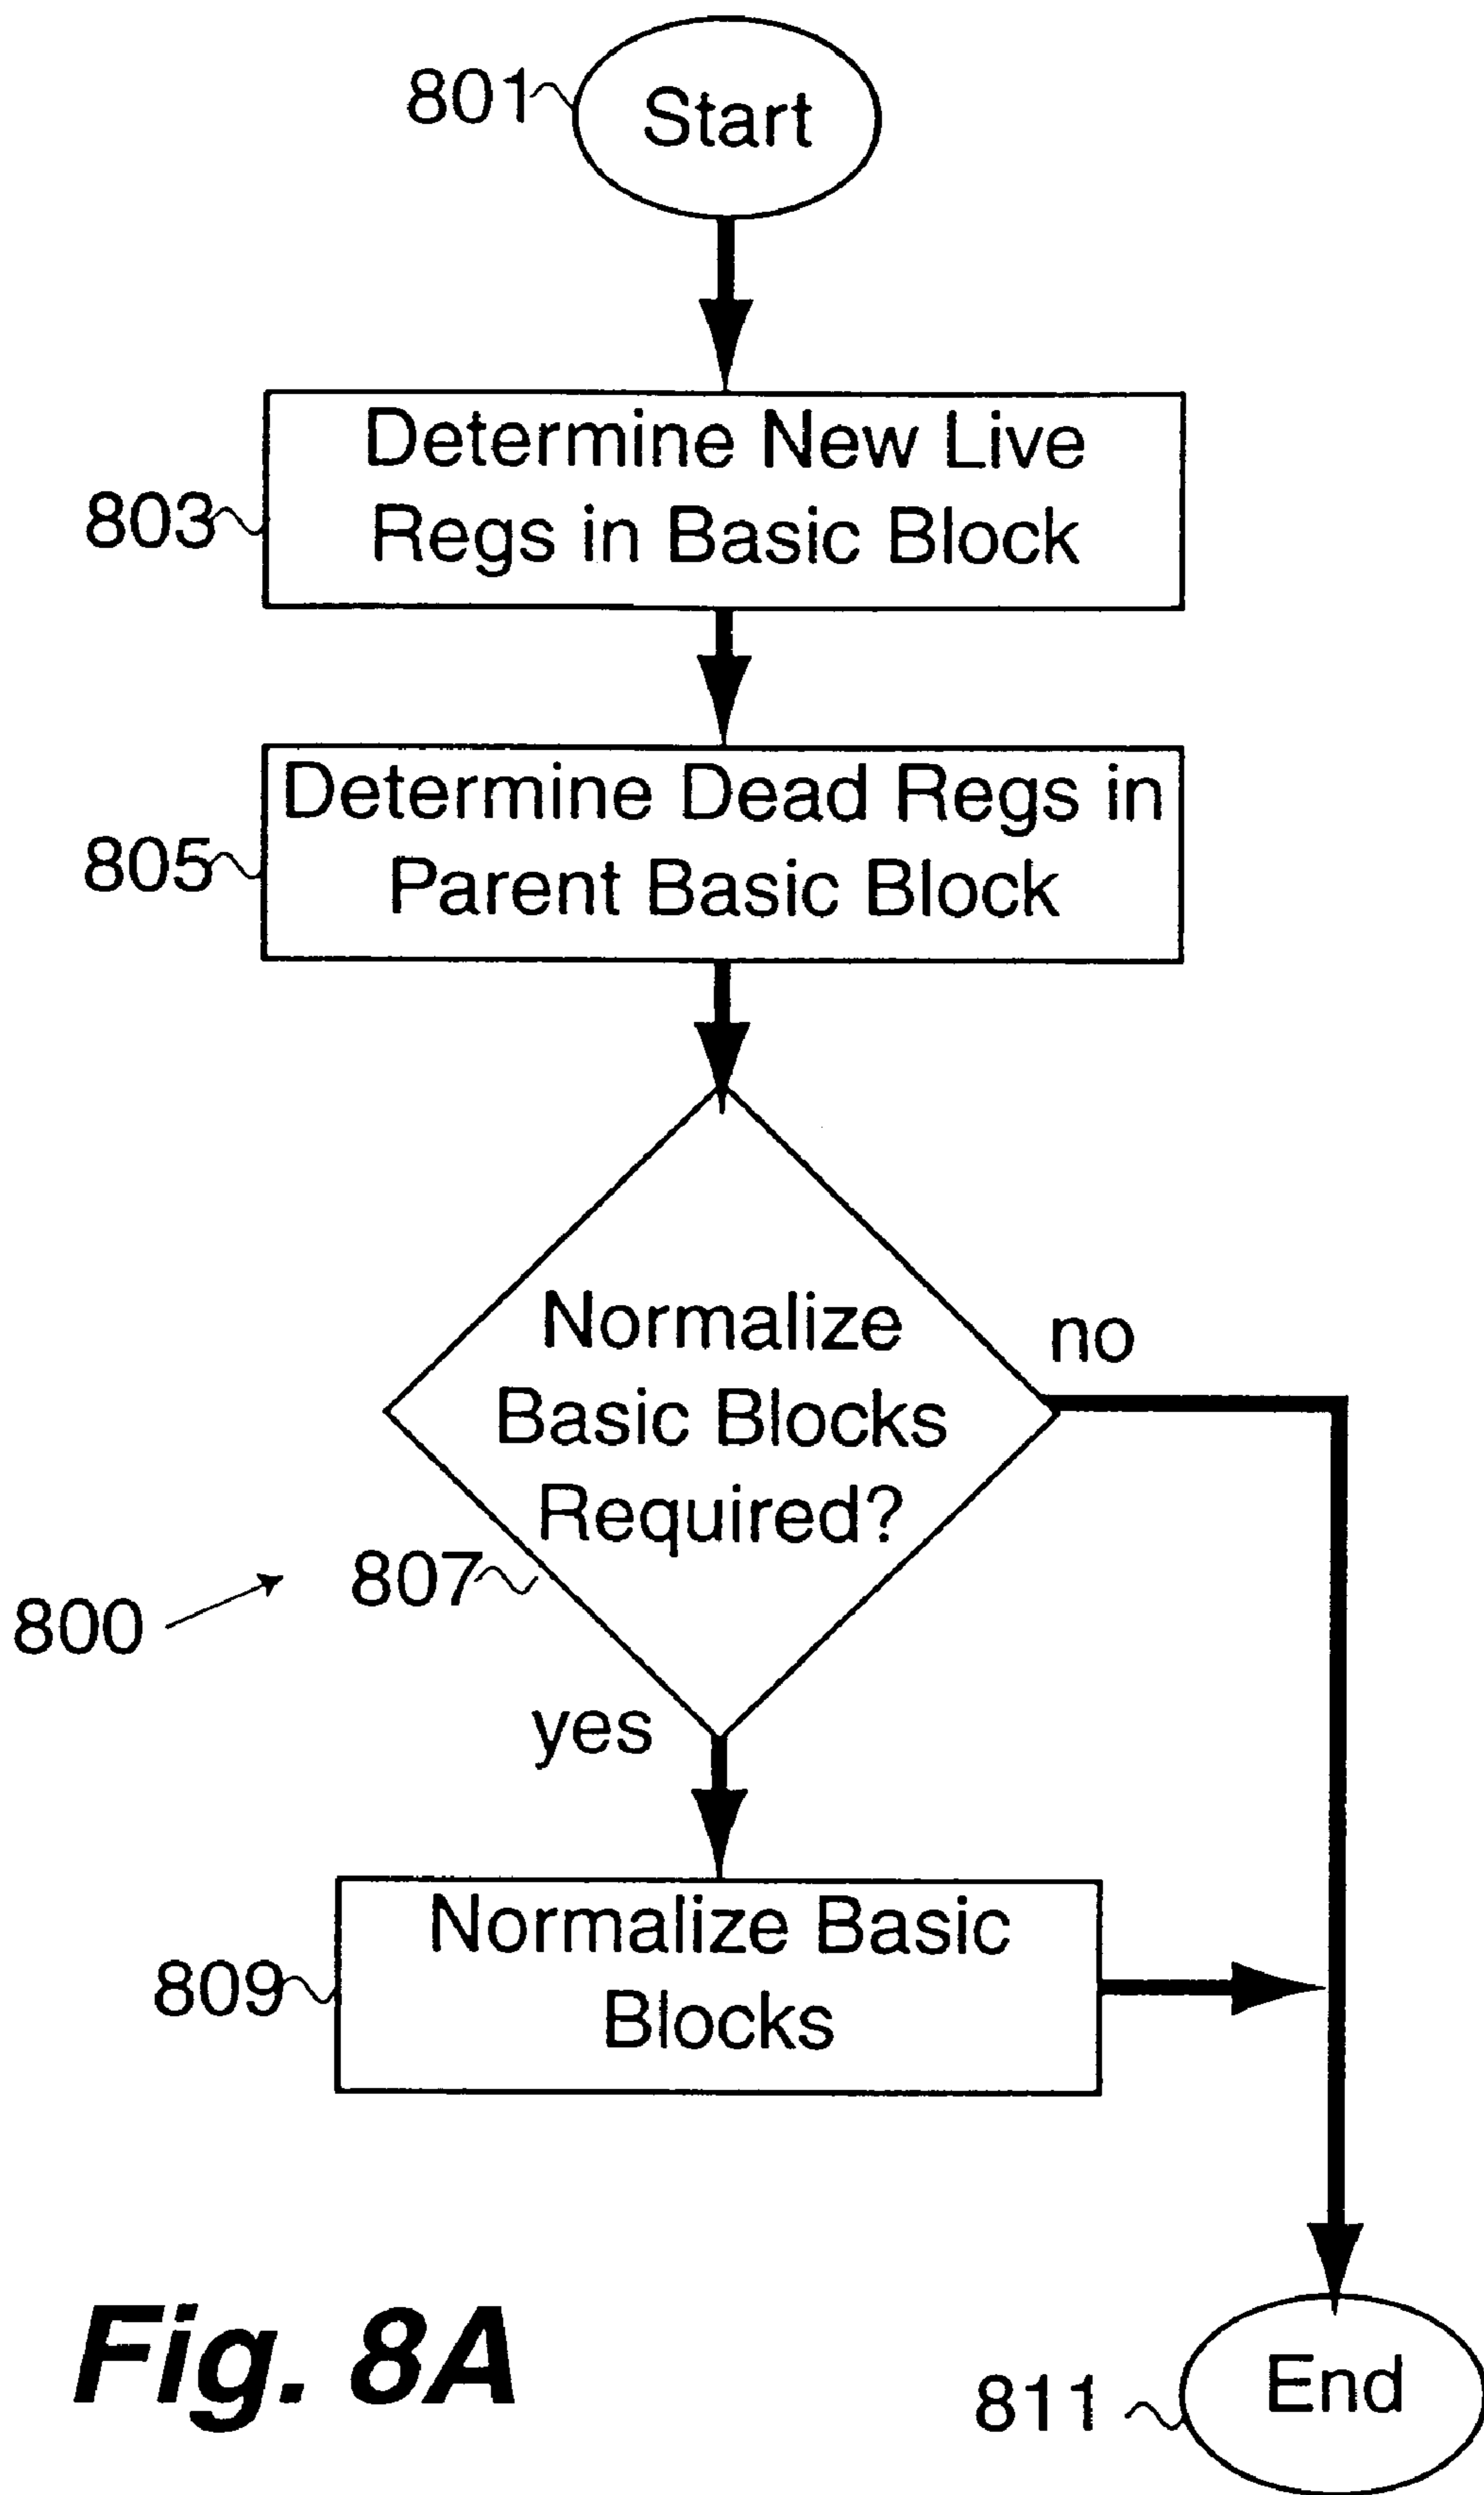 801
Start
803
Determine New Live
Regs in Basic Block
805
Determine Dead Regs in
Parent Basic Block
Normalize
Basic Blocks
Required?
no
807
800
yes
809
Normalize Basic
Blocks
Fig. 8A
811
End